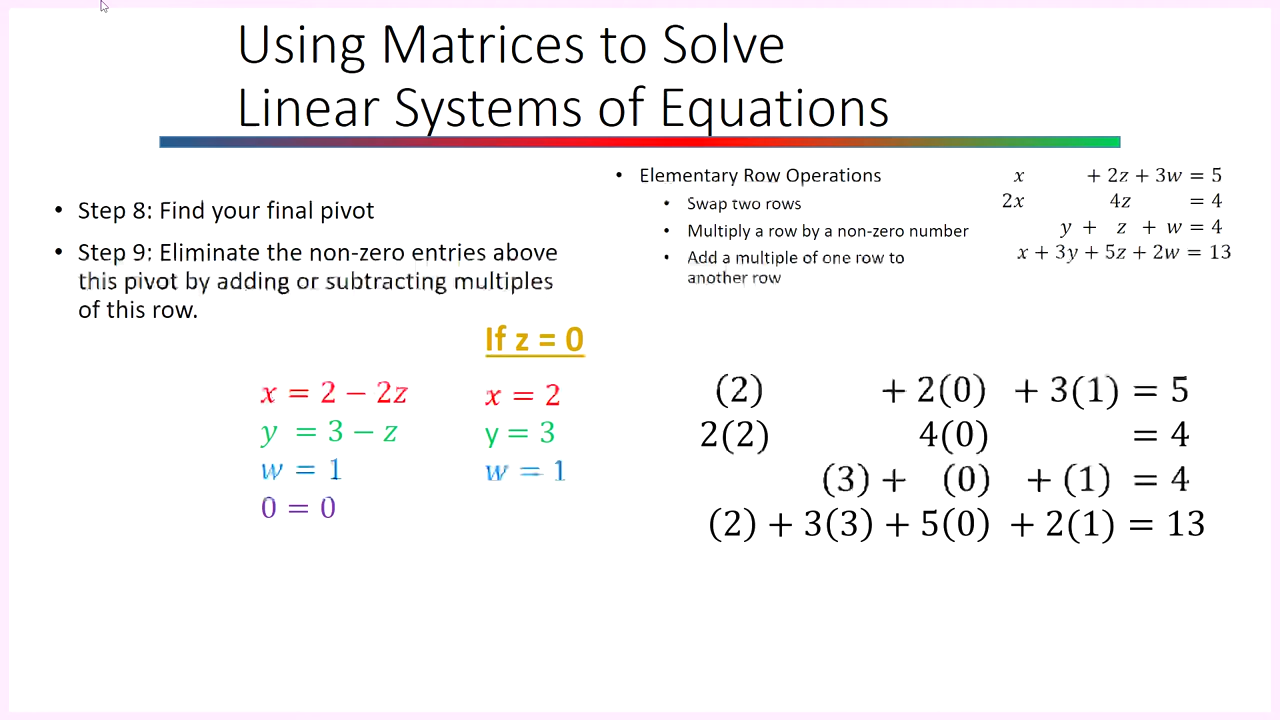 Using Matrices to Solve
Linear Systems of Equations
• Step 8: Find your final pivot
• Step 9: Eliminate the non-zero entries above
this pivot by adding or subtracting multiples
of this row.
• Elementary Row Operations
• Swap two rows
• Multiply a row by a non-zero number
• Add a multiple of one row to
another row
x + 2z + 3w = 5
2x 4z = 4
y + z + w = 4
x + 3y + 5z + 2w = 13
x = 2 − 2z
y = 3 − z
w = 1
0 = 0
If z = 0
x = 2
y = 3
w = 1
(2) + 2(0) + 3(1) = 5
2(2) 4(0) = 4
(3) + (0) + (1) = 4
(2) + 3(3) + 5(0) + 2(1) = 13